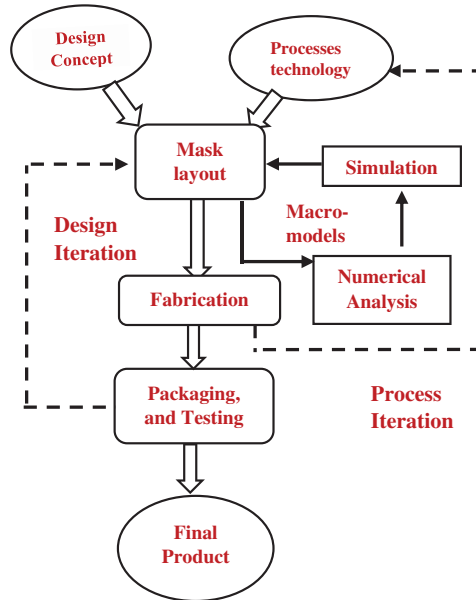 Design
Concept
Processes
technology
Mask
layout
Simulation
Macro-
models
Design
Iteration
Numerical
Analysis
Fabrication
Packaging,
and Testing
Process
Iteration
Final
Product